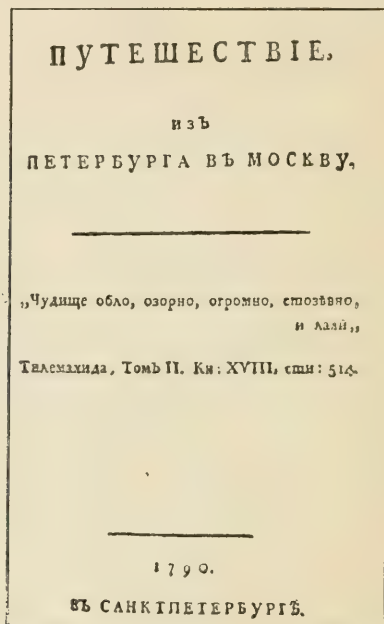 ПУТЕШЕСТВІЕ,
изЪ
ПЕТЕРБУРГА ВЪ МОСКВУ,
„Чудище обло, озорно, огромно, стозѣвно,
и лаяй„
Тилемахида, ТомЪ II. Кн: XVIII, сти: 514.
1790.
ВЪ САНКТПЕТЕРБУРГѢ.